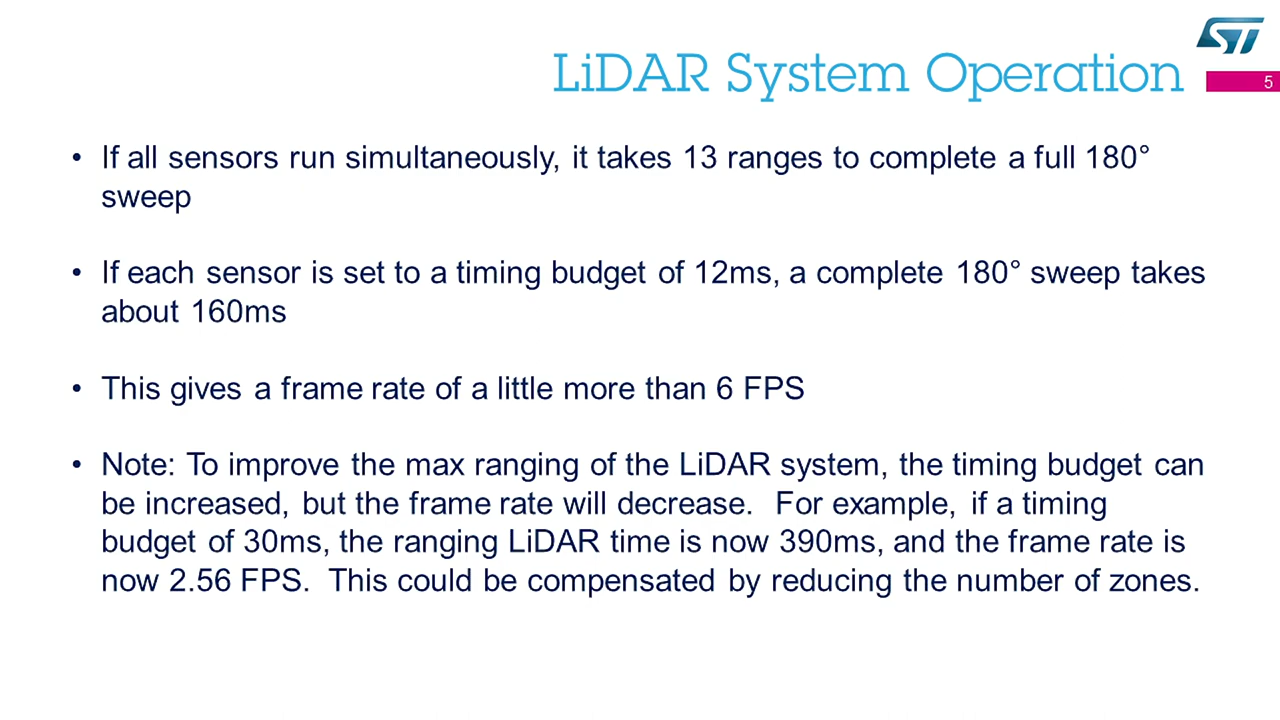 ST
LiDAR System Operation
5
• If all sensors run simultaneously, it takes 13 ranges to complete a full 180°
sweep
• If each sensor is set to a timing budget of 12ms, a complete 180° sweep takes
about 160ms
• This gives a frame rate of a little more than 6 FPS
• Note: To improve the max ranging of the LiDAR system, the timing budget can
be increased, but the frame rate will decrease.  For example, if a timing
budget of 30ms, the ranging LiDAR time is now 390ms, and the frame rate is
now 2.56 FPS.  This could be compensated by reducing the number of zones.